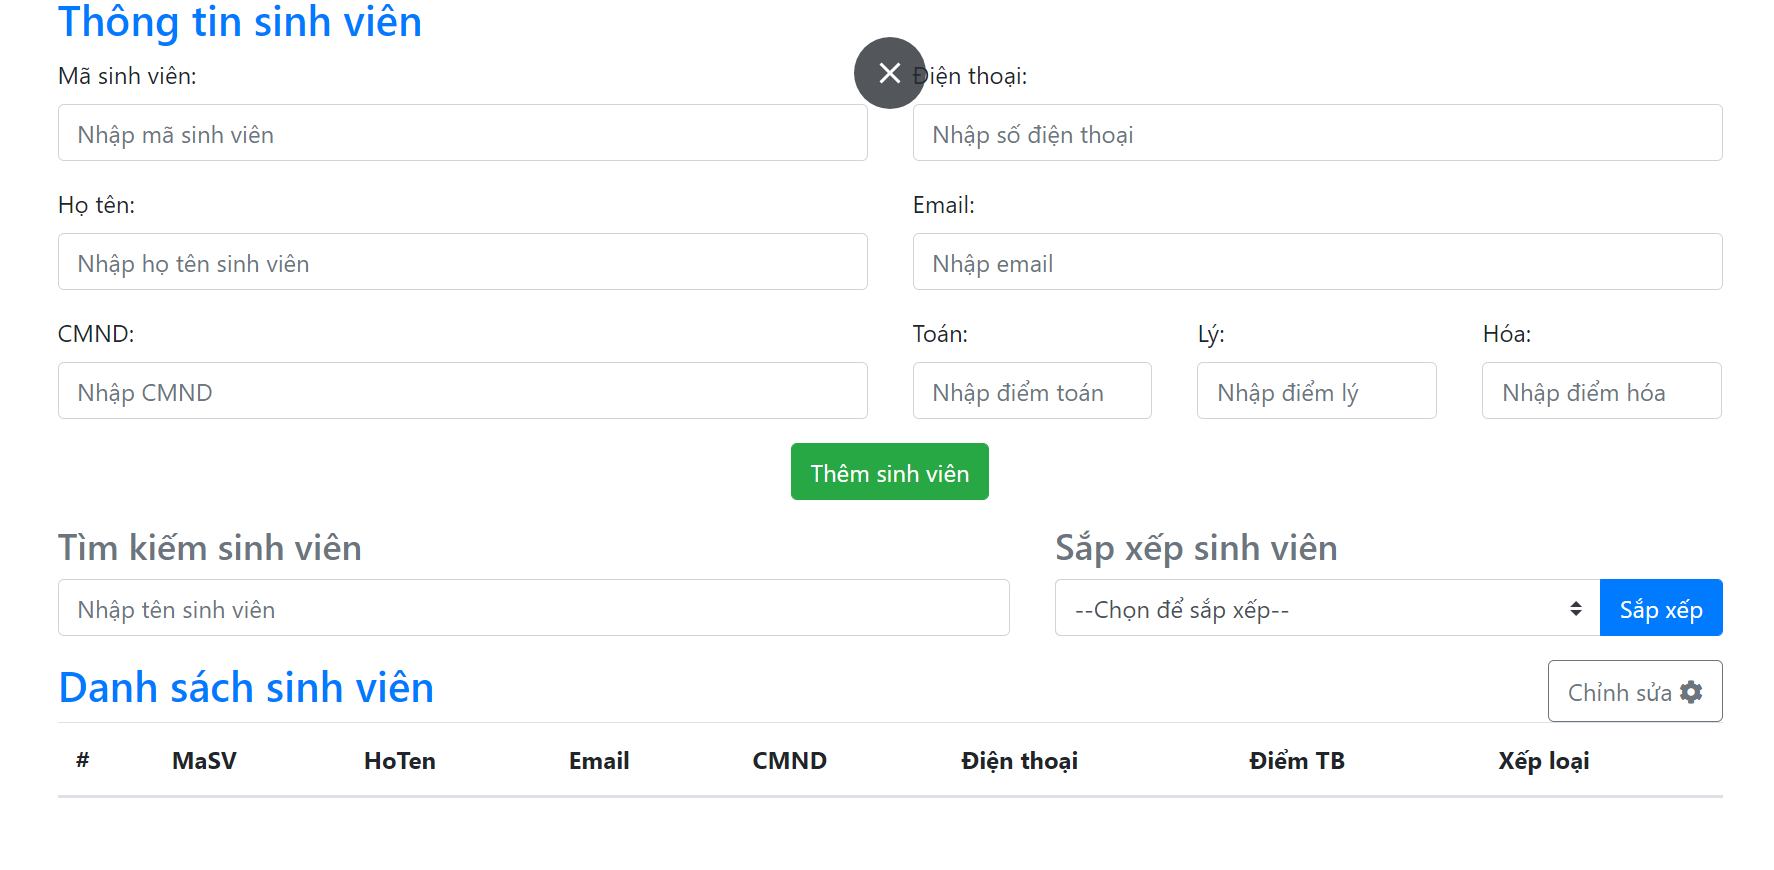 Thông tin sinh viên
Mã sinh viên:
Điện thoại:
Nhập mã sinh viên
Nhập số điện thoại
Họ tên:
Email:
Nhập họ tên sinh viên
Nhập email
CMND:
Toán:
Lý:
Hóa:
Nhập CMND
Nhập điểm toán
Nhập điểm lý
Nhập điểm hóa
Thêm sinh viên
Tìm kiếm sinh viên
Sắp xếp sinh viên
Nhập tên sinh viên
--Chọn để sắp xếp--
Sắp xếp
Danh sách sinh viên
Chỉnh sửa
# MaSV HoTen Email CMND Điện thoại Điểm TB Xếp loại